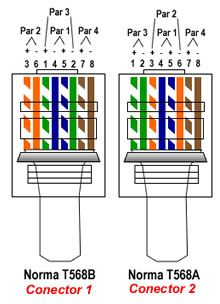 Par 3
Par 2 Par 1 Par 4
+ - + - + - + -
3 6 1 4 5 2 7 8
Norma T568B
Conector 1
Par 2
Par 3 Par 1 Par 4
+ - + - + - + -
1 2 3 4 5 6 7 8
Norma T568A
Conector 2